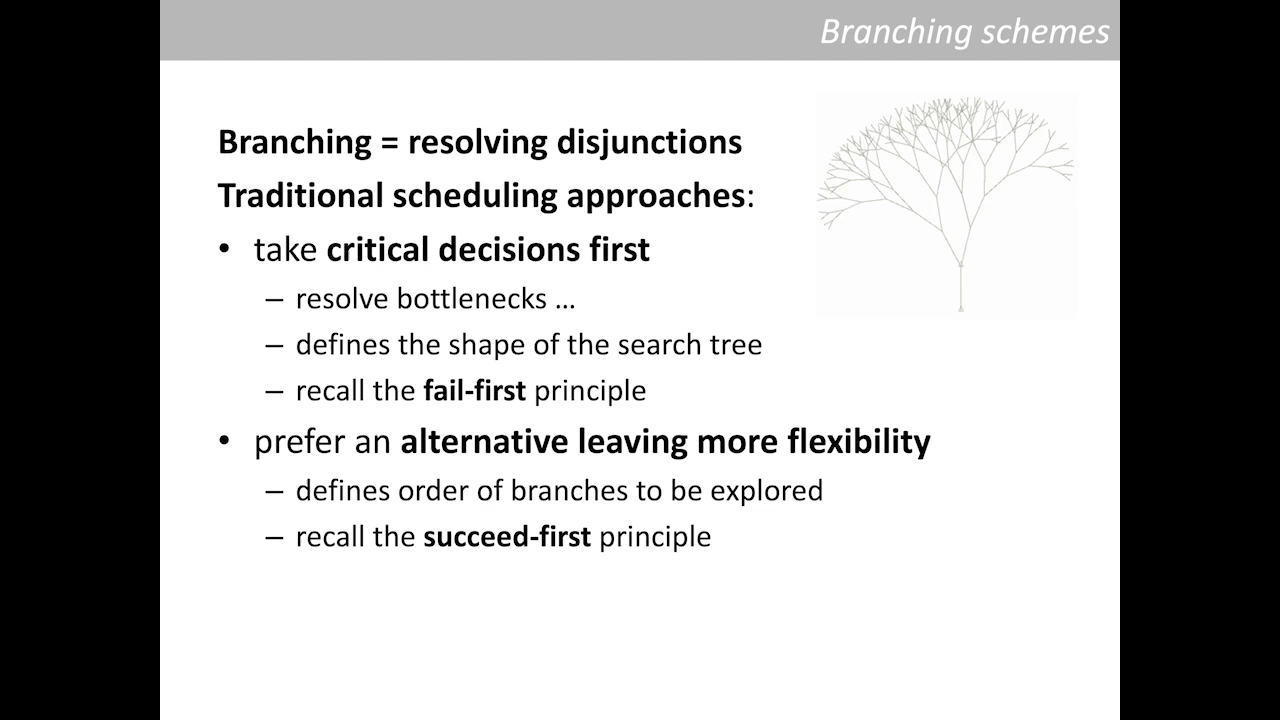 Branching schemes
Branching = resolving disjunctions
Traditional scheduling approaches:
• take critical decisions first
– resolve bottlenecks …
– defines the shape of the search tree
– recall the fail-first principle
• prefer an alternative leaving more flexibility
– defines order of branches to be explored
– recall the succeed-first principle